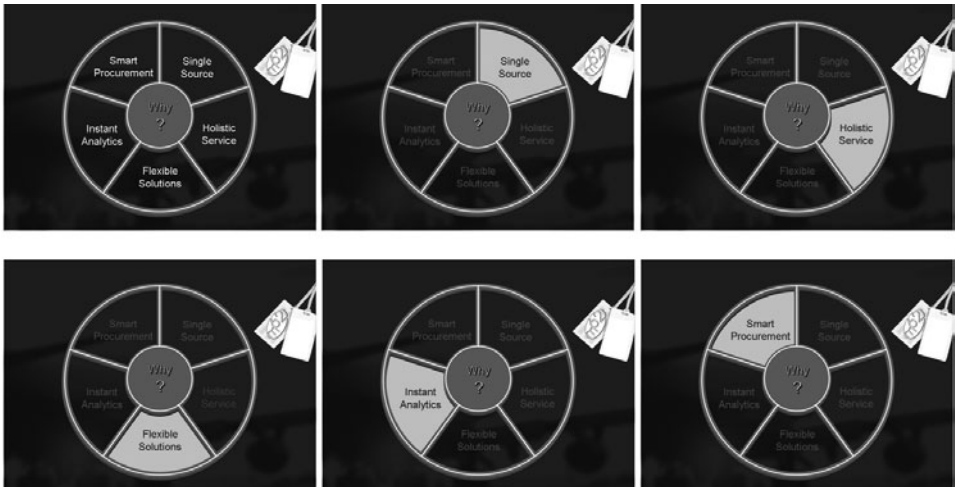 Smart
Procurement
Single
Source
Why
?
Instant
Analytics
Holistic
Service
Flexible
Solutions
Smart
Procurement
Single
Source
Why
?
Instant
Analytics
Holistic
Service
Flexible
Solutions
Smart
Procurement
Single
Source
Why
?
Instant
Analytics
Holistic
Service
Flexible
Solutions
Smart
Procurement
Single
Source
Why
?
Instant
Analytics
Holistic
Service
Flexible
Solutions
Smart
Procurement
Single
Source
Why
?
Instant
Analytics
Holistic
Service
Flexible
Solutions
Smart
Procurement
Single
Source
Why
?
Instant
Analytics
Holistic
Service
Flexible
Solutions